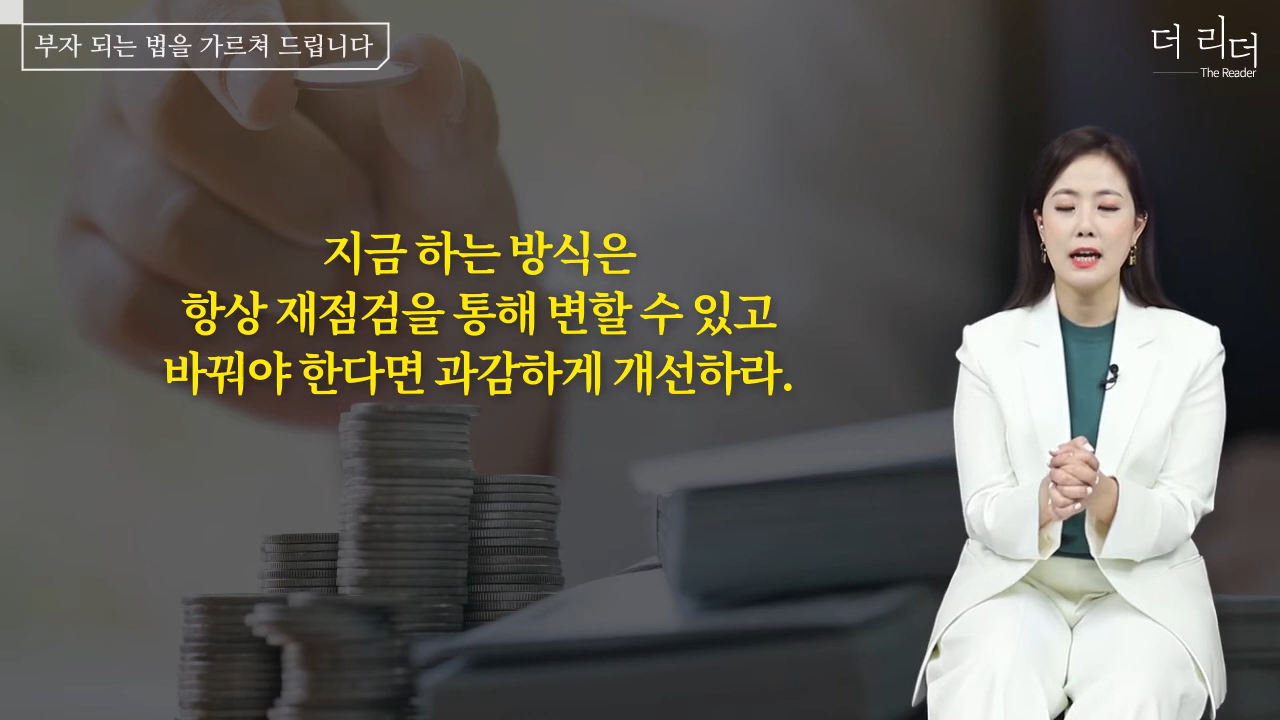 부자 되는 법을 가르쳐 드립니다
더 리더
The Reader
지금 하는 방식은
항상 재점검을 통해 변할 수 있고
바꿔야 한다면 과감하게 개선하라.